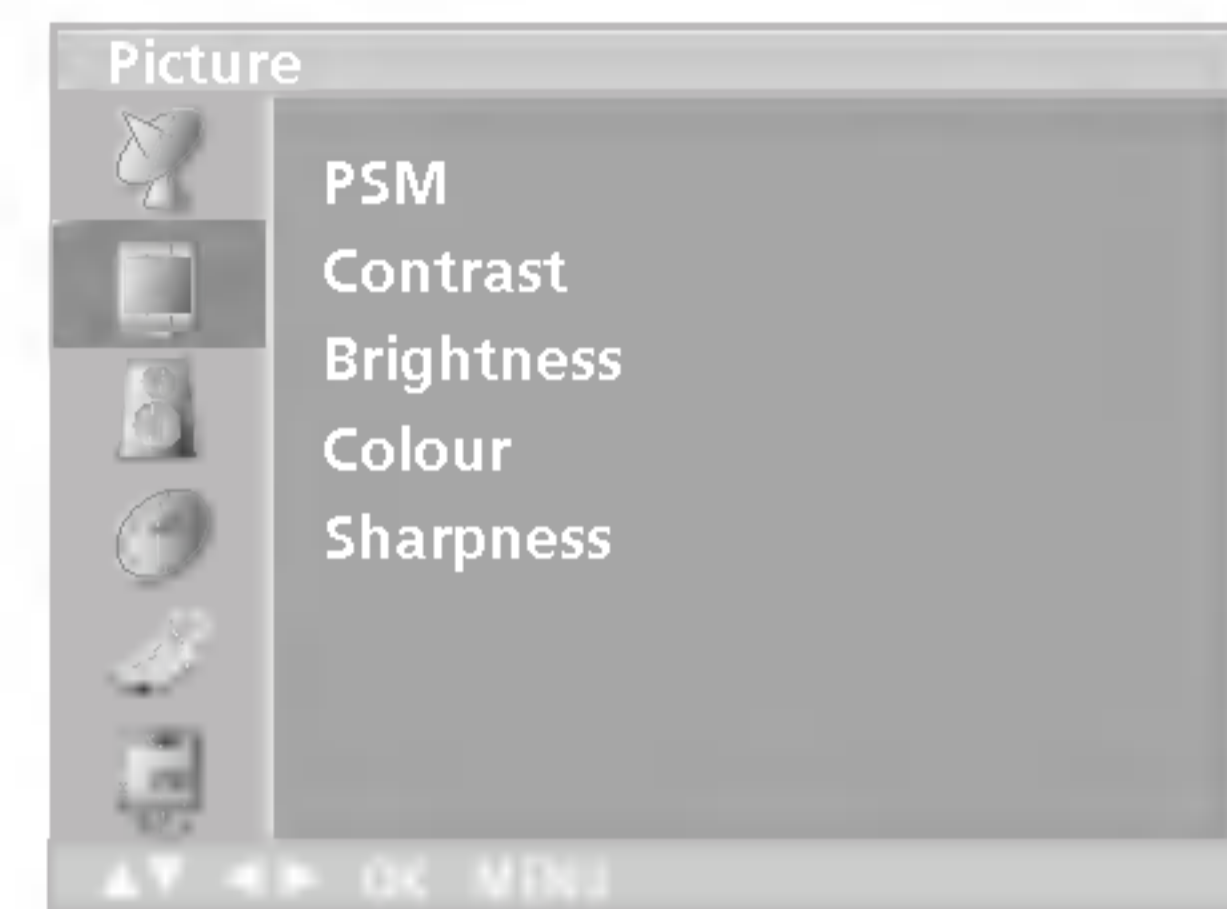 Picture
PSM
Contrast
Brightness
Colour
Sharpness
▲▼ ◀▶ OK MENU